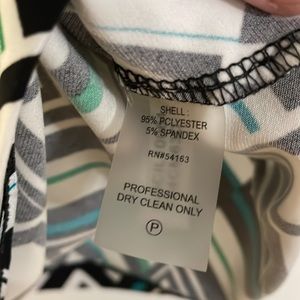 SHELL :
95% POLYESTER
5% SPANDEX
RN#54163
PROFESSIONAL
DRY CLEAN ONLY
P